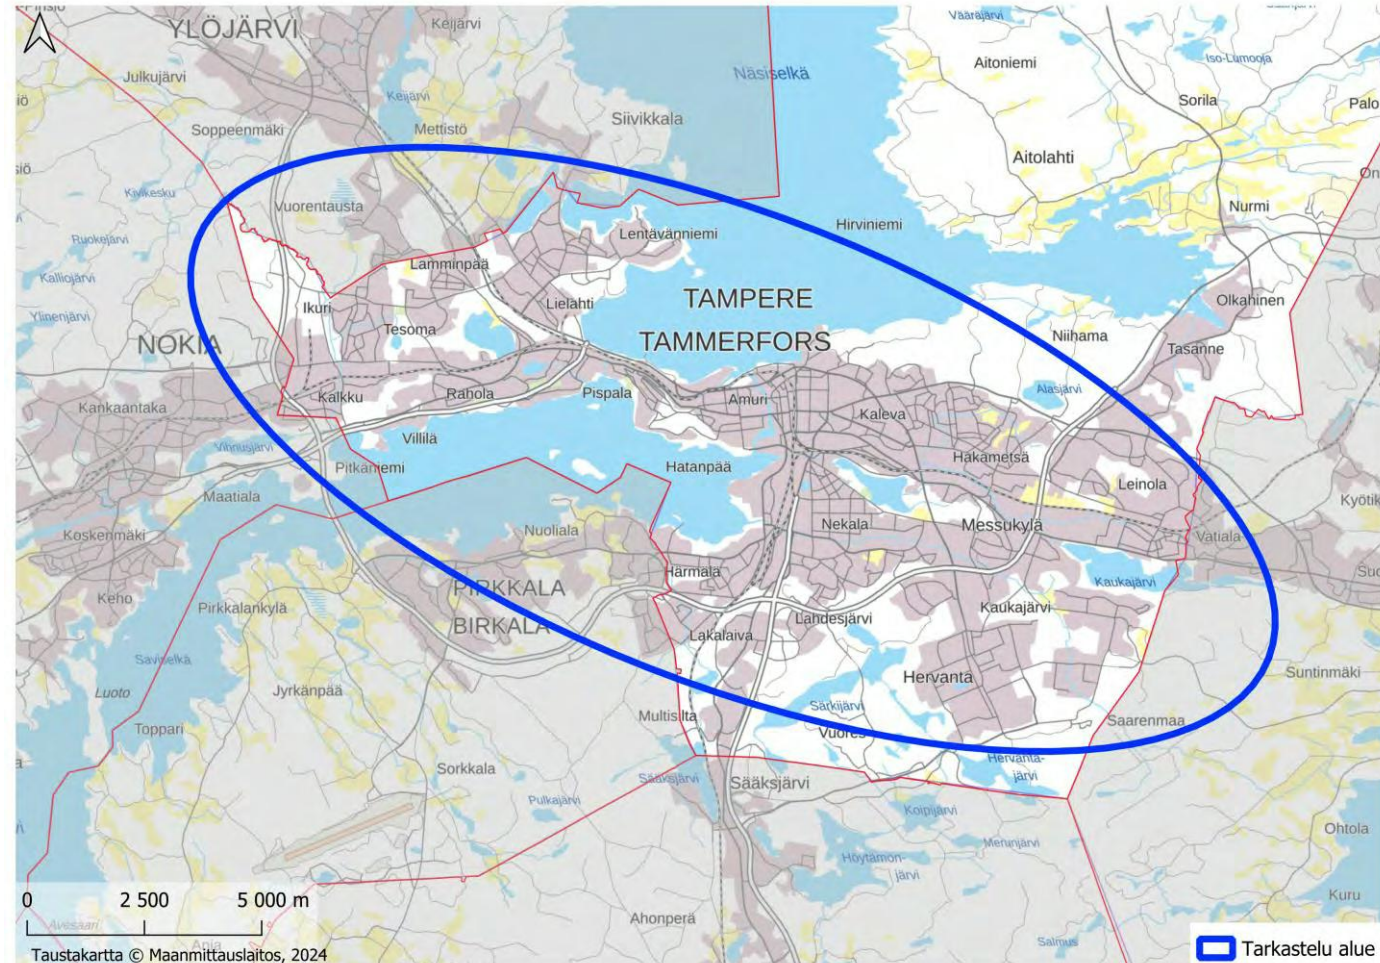 YLÖJÄRVI
Keijärvi
Vääräjärvi
Iso-Lumooja
Aitoniemi
Näsiselkä
Julkujärvi
Keijärvi
Sorila
Palo
Siivikkala
Soppeenmäki
Mettistö
Aitolahti
Kivikesku
Vuorentausta
Nurmi
Hirviniemi
Lentävänniemi
Ruokejärvi
Lamminpää
Kalliojärvi
Olkahinen
TAMPERE
Ikuri
Lielahti
Ylinenjärvi
Tesoma
Niihama
NOKIA
TAMMERFORS
Tasanne
Alasjärvi
Rahola
Pispala
Kalkku
Amuri
Kankaantaka
Kaleva
Villilä
Vihnusjärvi
Hakametsä
Pitkäniemi
Hatanpää
Leinola
Maatiala
Kyötik
Messukylä
Nekala
Koskenmäki
Nuoliala
Vatiala
Härmälä
Kaukajärvi
PIRKKALA
Keho
Pirkkalankylä
Kaukajärvi
BIRKALA
Lahdesjärvi
Lakalaiva
Savinelkä
Suntinmäki
Hervanta
Luoto
Jyrkänpää
Särkijärvi
Multisilta
Saarenmaa
Toppari
Vuores
Hervanta-
järvi
Sorkkala
Sääksjärvi
Sääksjärvi
Pulkajärvi
Koipijärvi
Ohtola
Merunjärvi
Höytämön-
järvi
Kuru
0 2 500 5 000 m
Ahonperä
Salmus
Tarkastelu alue
Taustakartta © Maanmittauslaitos, 2024